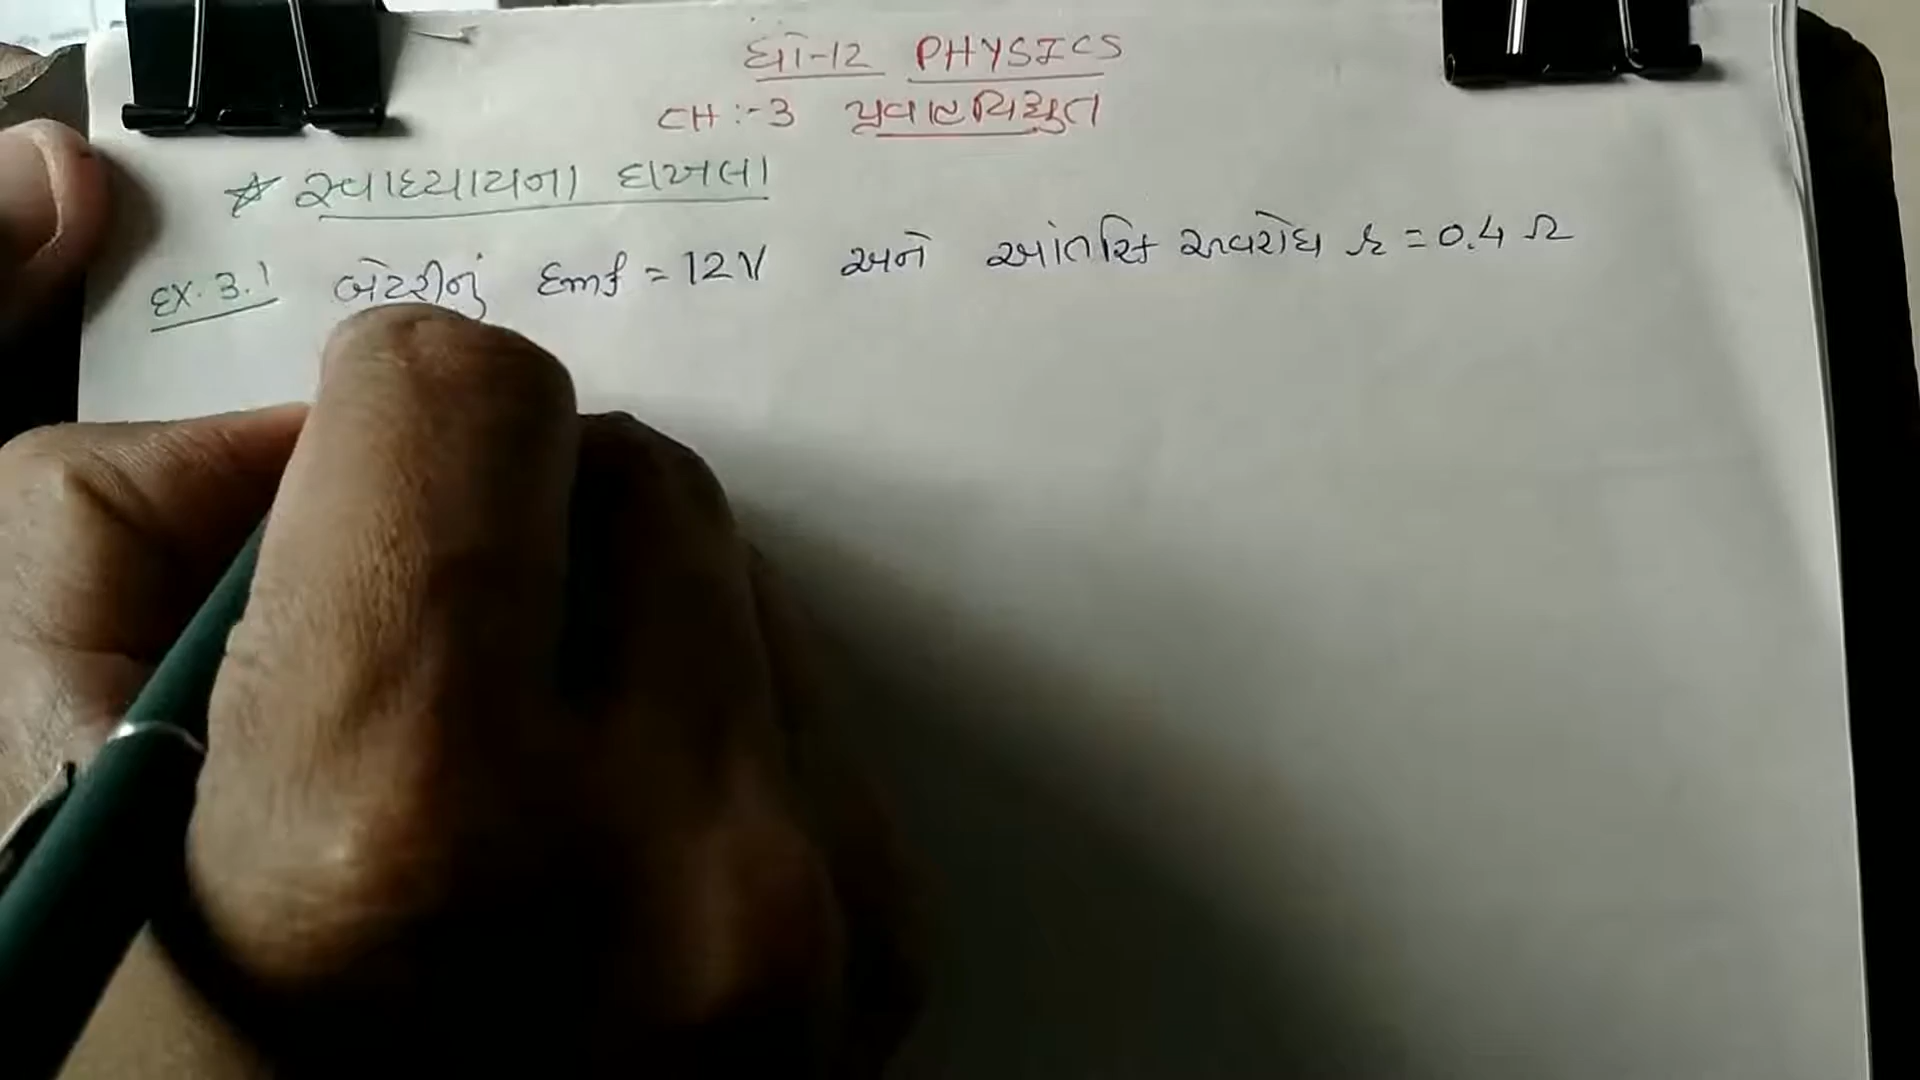 ધો-12 PHYSICS
CH :- 3 પ્રવાહવિદ્યુત
☆ સ્વાધ્યાયના દાખલા
EX. 3.1 બેટરીનું Emf = 12V અને આંતરિક અવરોધ r = 0.4 Ω